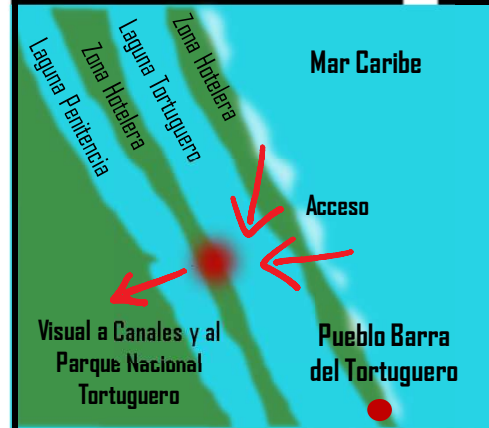 Laguna Penitencia
Zona Hotelera
Laguna Tortuguero
Zona Hotelera
Mar Caribe
Acceso
Visual a Canales y al
Parque Nacional
Tortuguero
Pueblo Barra
del Tortuguero